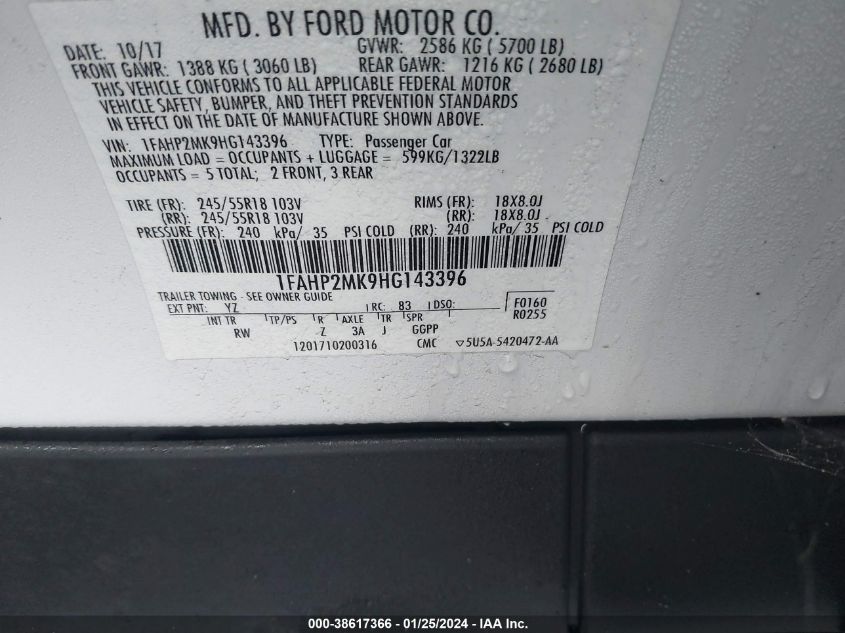 MFD. BY FORD MOTOR CO.
DATE: 10/17 GVWR: 2586 KG ( 5700 LB)
FRONT GAWR: 1388 KG ( 3060 LB) REAR GAWR: 1216 KG ( 2680 LB)
THIS VEHICLE CONFORMS TO ALL APPLICABLE FEDERAL MOTOR
VEHICLE SAFETY, BUMPER, AND THEFT PREVENTION STANDARDS
IN EFFECT ON THE DATE OF MANUFACTURE SHOWN ABOVE.
VIN: 1FAHP2MK9HG143396 TYPE: Passenger Car
MAXIMUM LOAD = OCCUPANTS + LUGGAGE = 599KG/1322LB
OCCUPANTS = 5 TOTAL; 2 FRONT, 3 REAR
TIRE (FR): 245/55R18 103V RIMS (FR): 18X8.0J
(RR): 245/55R18 103V (RR): 18X8.0J
PRESSURE (FR): 240 kPa/ 35 PSI COLD (RR): 240 kPa/ 35 PSI COLD
1FAHP2MK9HG143396
TRAILER TOWING - SEE OWNER GUIDE
EXT PNT: YZ RC: 83 DSO: F0160
R0255
INT TR TP/PS R AXLE TR SPR
RW Z 3A J GGPP
1201710200316 CMC ▽5U5A-5420472-AA
000-38617366 - 01/25/2024 - IAA Inc.